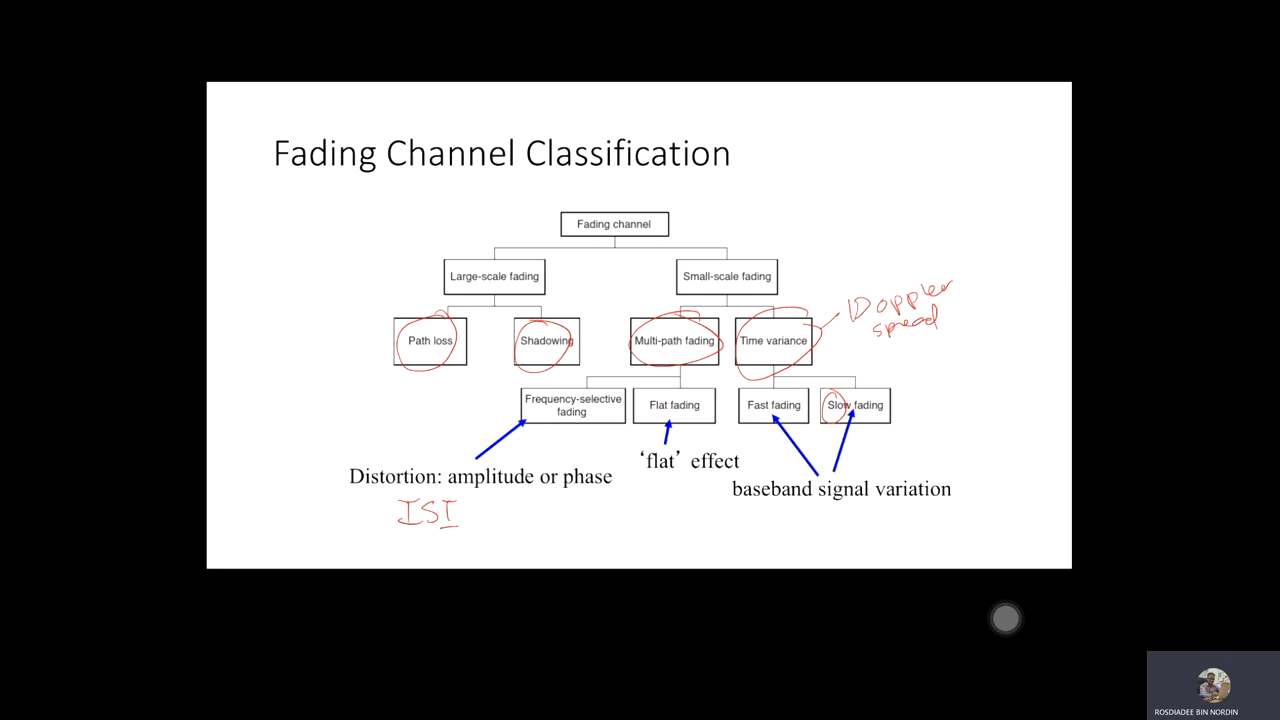 Fading Channel Classification
Fading channel
Large-scale fading
Small-scale fading
Path loss
Shadowing
Multi-path fading
Time variance
Doppler
spread
Frequency-selective
fading
Flat fading
Fast fading
Slow fading
Distortion: amplitude or phase
‘flat’ effect
baseband signal variation
ISI
ROSDIADEE BIN NORDIN